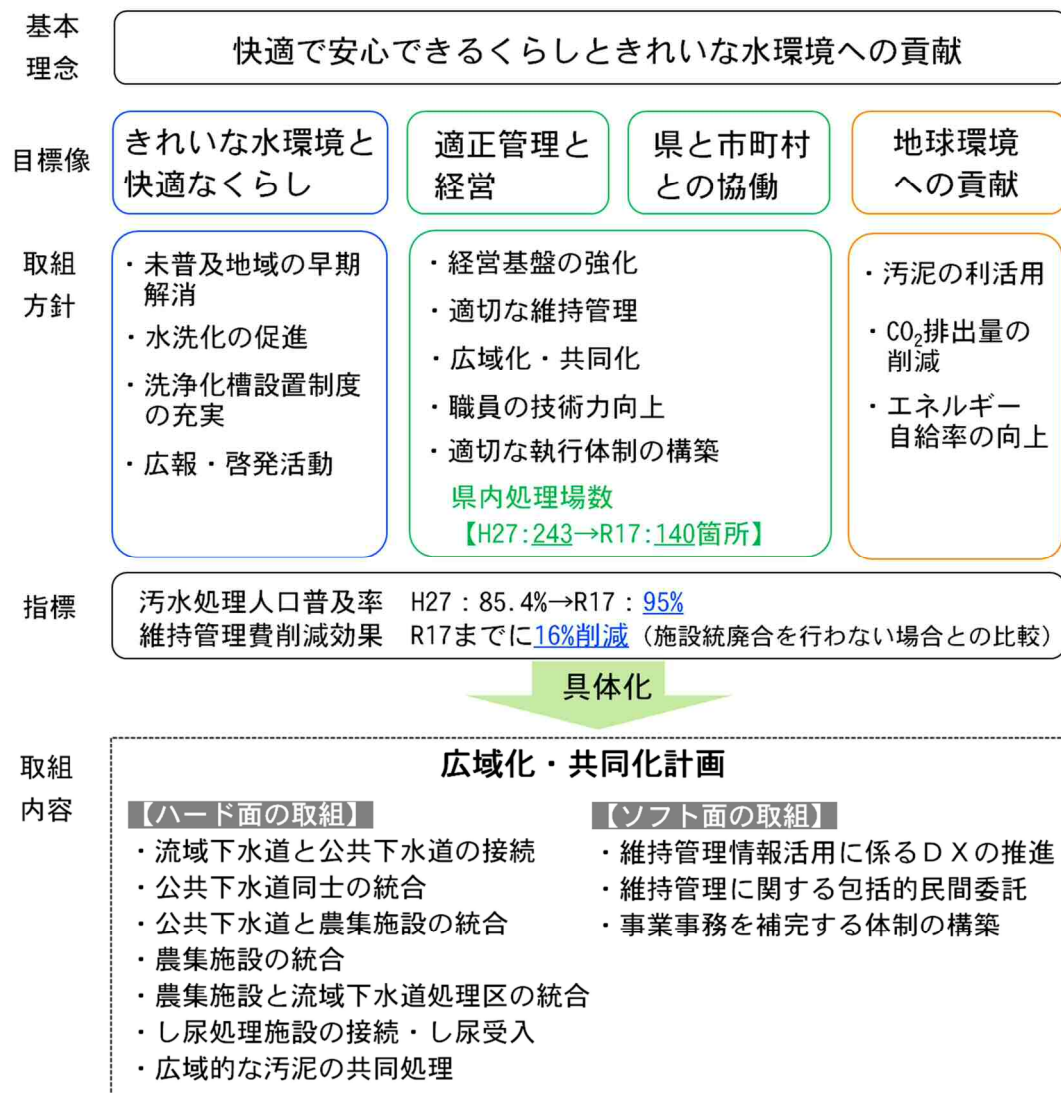 基本
理念
快適で安心できるくらしときれいな水環境への貢献
目標像
きれいな水環境と
快適なくらし
適正管理と
経営
県と市町村
との協働
地球環境
への貢献
取組
方針
・未普及地域の早期
解消
・水洗化の促進
・洗浄化槽設置制度
の充実
・広報・啓発活動
・経営基盤の強化
・適切な維持管理
・広域化・共同化
・職員の技術力向上
・適切な執行体制の構築
県内処理場数
【H27:243→R17:140箇所】
・汚泥の利活用
・CO₂排出量の
削減
・エネルギー
自給率の向上
指標
汚水処理人口普及率 H27：85.4%→R17：95%
維持管理費削減効果 R17までに16%削減（施設統廃合を行わない場合との比較）
具体化
取組
内容
広域化・共同化計画
【ハード面の取組】
・流域下水道と公共下水道の接続
・公共下水道同士の統合
・公共下水道と農集施設の統合
・農集施設の統合
・農集施設と流域下水道処理区の統合
・し尿処理施設の接続・し尿受入
・広域的な汚泥の共同処理
【ソフト面の取組】
・維持管理情報活用に係るＤＸの推進
・維持管理に関する包括的民間委託
・事業事務を補完する体制の構築